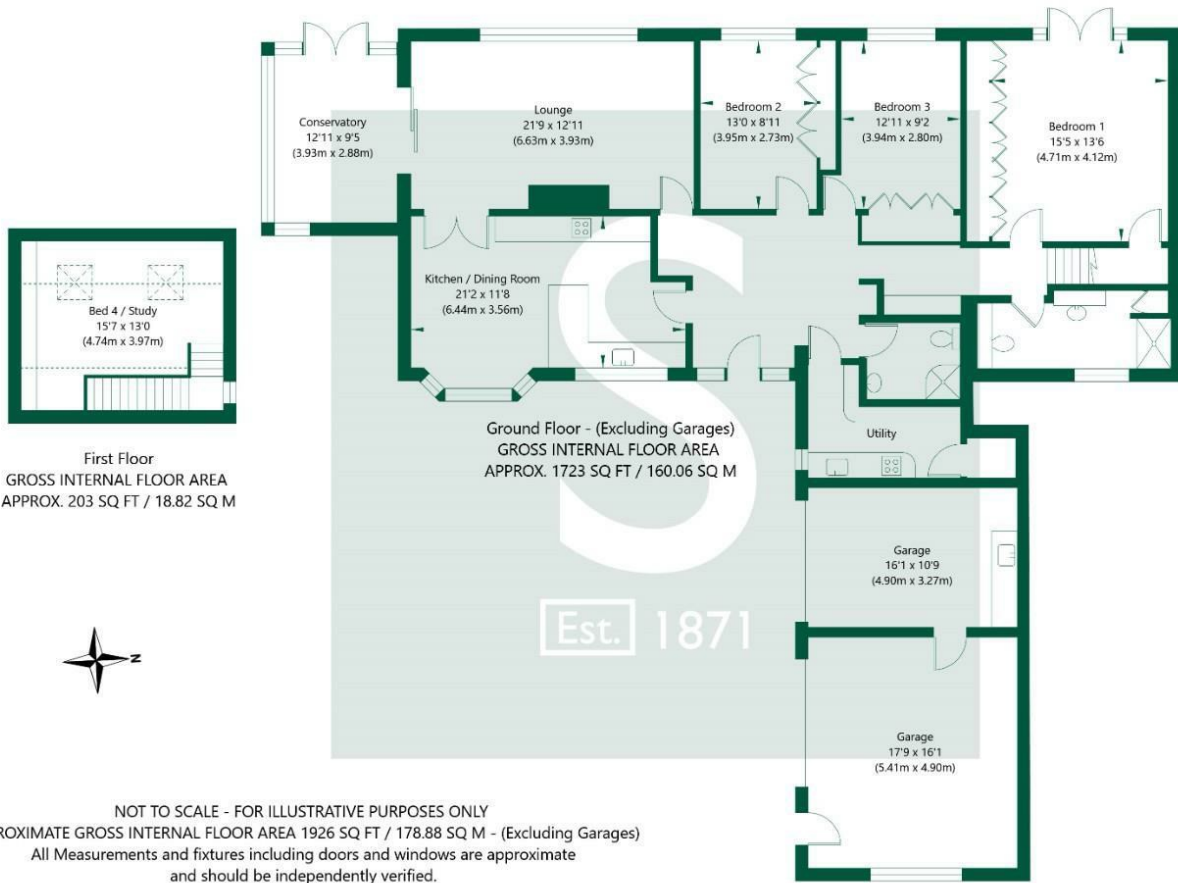 Conservatory
12'11 x 9'5
(3.93m x 2.88m)
Lounge
21'9 x 12'11
(6.63m x 3.93m)
Bedroom 2
13'0 x 8'11
(3.95m x 2.73m)
Bedroom 3
12'11 x 9'2
(3.94m x 2.80m)
Bedroom 1
15'5 x 13'6
(4.71m x 4.12m)
Kitchen / Dining Room
21'2 x 11'8
(6.44m x 3.56m)
Bed 4 / Study
15'7 x 13'0
(4.74m x 3.97m)
First Floor
GROSS INTERNAL FLOOR AREA
APPROX. 203 SQ FT / 18.82 SQ M
Ground Floor - (Excluding Garages)
GROSS INTERNAL FLOOR AREA
APPROX. 1723 SQ FT / 160.06 SQ M
Utility
Garage
16'1 x 10'9
(4.90m x 3.27m)
Garage
17'9 x 16'1
(5.41m x 4.90m)
S
Est. 1871
N
NOT TO SCALE - FOR ILLUSTRATIVE PURPOSES ONLY
ROXIMATE GROSS INTERNAL FLOOR AREA 1926 SQ FT / 178.88 SQ M - (Excluding Garages)
All Measurements and fixtures including doors and windows are approximate
and should be independently verified.